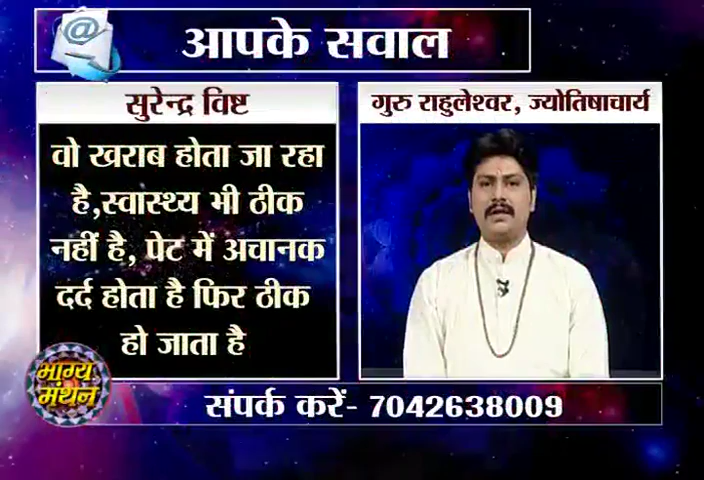 आपके सवाल
सुरेन्द्र विष्ट
गुरु राहुलेश्वर, ज्योतिषाचार्य
वो खराब होता जा रहा
है,स्वास्थ्य भी ठीक
नहीं है, पेट में अचानक
दर्द होता है फिर ठीक
हो जाता है
भाग्य
मंथन
संपर्क करें- 7042638009